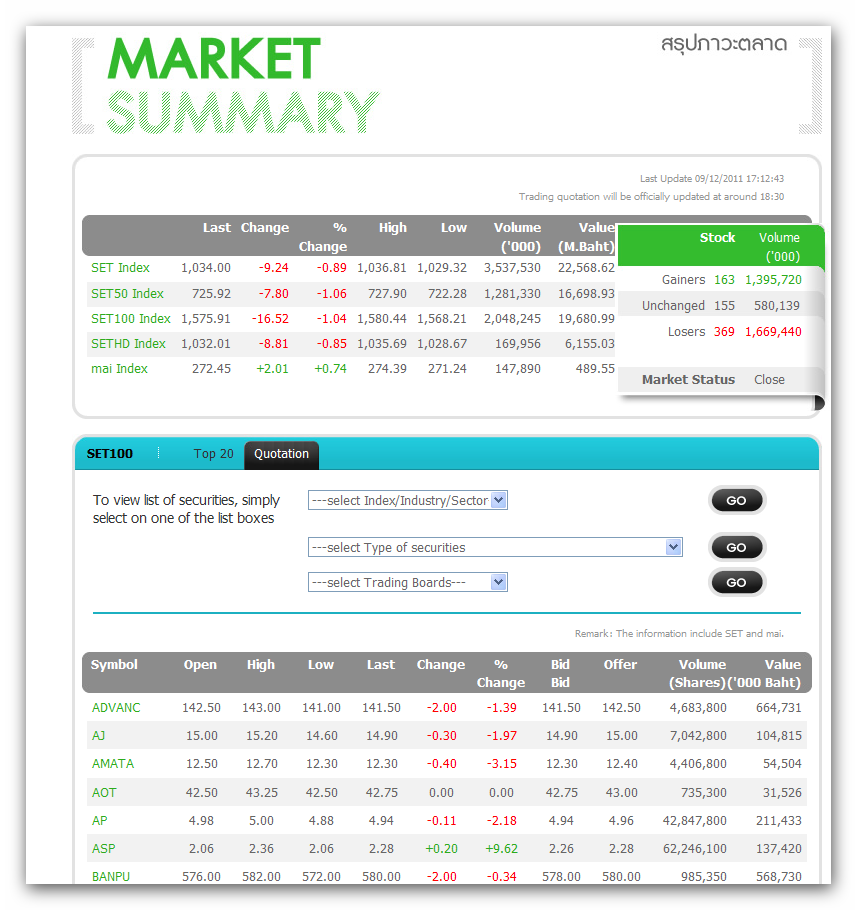 MARKET
SUMMARY
สรุปภาวะตลาด
Last Update 09/12/2011 17:12:43
Trading quotation will be officially updated at around 18:30
Last Change % Change High Low Volume ('000) Value (M.Baht)
SET Index 1,034.00 -9.24 -0.89 1,036.81 1,029.32 3,537,530 22,568.62
SET50 Index 725.92 -7.80 -1.06 727.90 722.28 1,281,330 16,698.93
SET100 Index 1,575.91 -16.52 -1.04 1,580.44 1,568.21 2,048,245 19,680.99
SETHD Index 1,032.01 -8.81 -0.85 1,035.69 1,028.67 169,956 6,155.03
mai Index 272.45 +2.01 +0.74 274.39 271.24 147,890 489.55
Stock Volume ('000)
Gainers 163 1,395,720
Unchanged 155 580,139
Losers 369 1,669,440
Market Status Close
SET100 Top 20 Quotation
To view list of securities, simply
select on one of the list boxes
---select Index/Industry/Sector GO
---select Type of securities GO
---select Trading Boards--- GO
Remark: The information include SET and mai.
Symbol Open High Low Last Change % Change Bid Bid Offer Volume (Shares) Value ('000 Baht)
ADVANC 142.50 143.00 141.00 141.50 -2.00 -1.39 141.50 142.50 4,683,800 664,731
AJ 15.00 15.20 14.60 14.90 -0.30 -1.97 14.90 15.00 7,042,800 104,815
AMATA 12.50 12.70 12.30 12.30 -0.40 -3.15 12.30 12.40 4,406,800 54,504
AOT 42.50 43.25 42.50 42.75 0.00 0.00 42.75 43.00 735,300 31,526
AP 4.98 5.00 4.88 4.94 -0.11 -2.18 4.94 4.96 42,847,800 211,433
ASP 2.06 2.36 2.06 2.28 +0.20 +9.62 2.26 2.28 62,246,100 137,420
BANPU 576.00 582.00 572.00 580.00 -2.00 -0.34 578.00 580.00 985,350 568,730